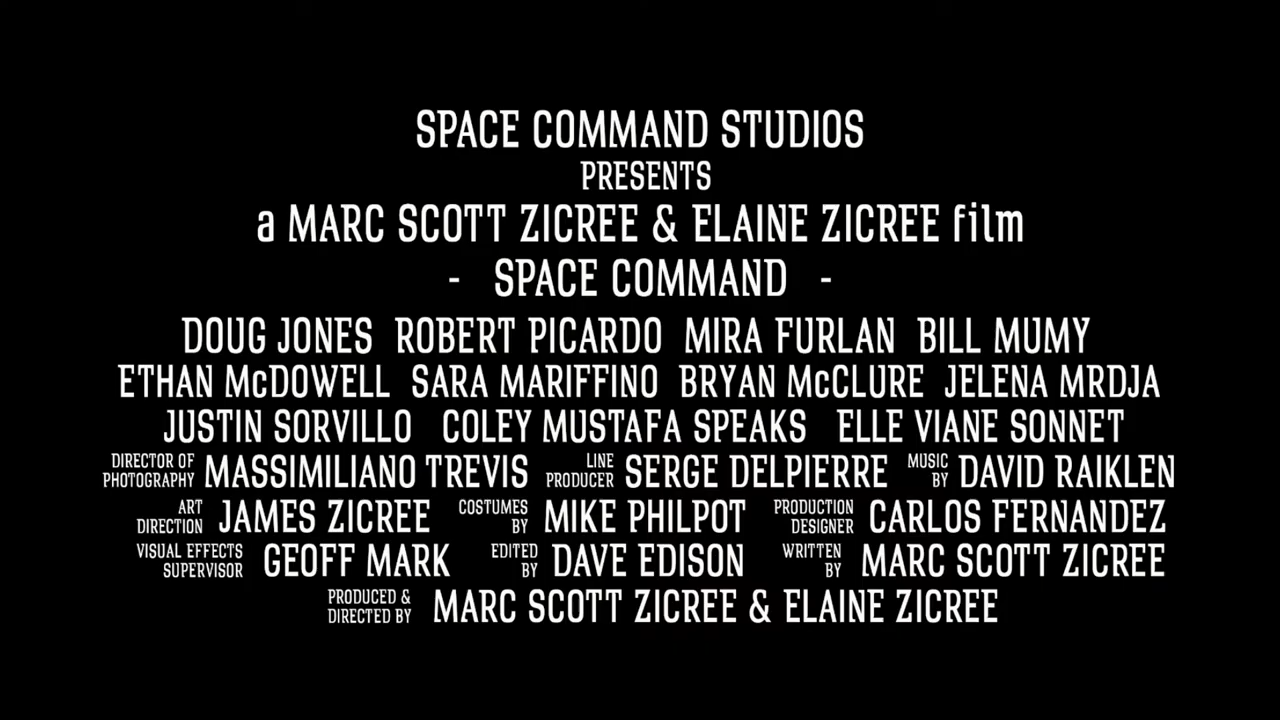 SPACE COMMAND STUDIOS
PRESENTS
a MARC SCOTT ZICREE & ELAINE ZICREE film
- SPACE COMMAND -
DOUG JONES ROBERT PICARDO MIRA FURLAN BILL MUMY
ETHAN McDOWELL SARA MARIFFINO BRYAN McCLURE JELENA MRDJA
JUSTIN SORVILLO COLEY MUSTAFA SPEAKS ELLE VIANE SONNET
DIRECTOR OF PHOTOGRAPHY MASSIMILIANO TREVIS LINE PRODUCER SERGE DELPIERRE MUSIC BY DAVID RAIKLEN
ART DIRECTION JAMES ZICREE COSTUMES BY MIKE PHILPOT PRODUCTION DESIGNER CARLOS FERNANDEZ
VISUAL EFFECTS SUPERVISOR GEOFF MARK EDITED BY DAVE EDISON WRITTEN BY MARC SCOTT ZICREE
PRODUCED & DIRECTED BY MARC SCOTT ZICREE & ELAINE ZICREE